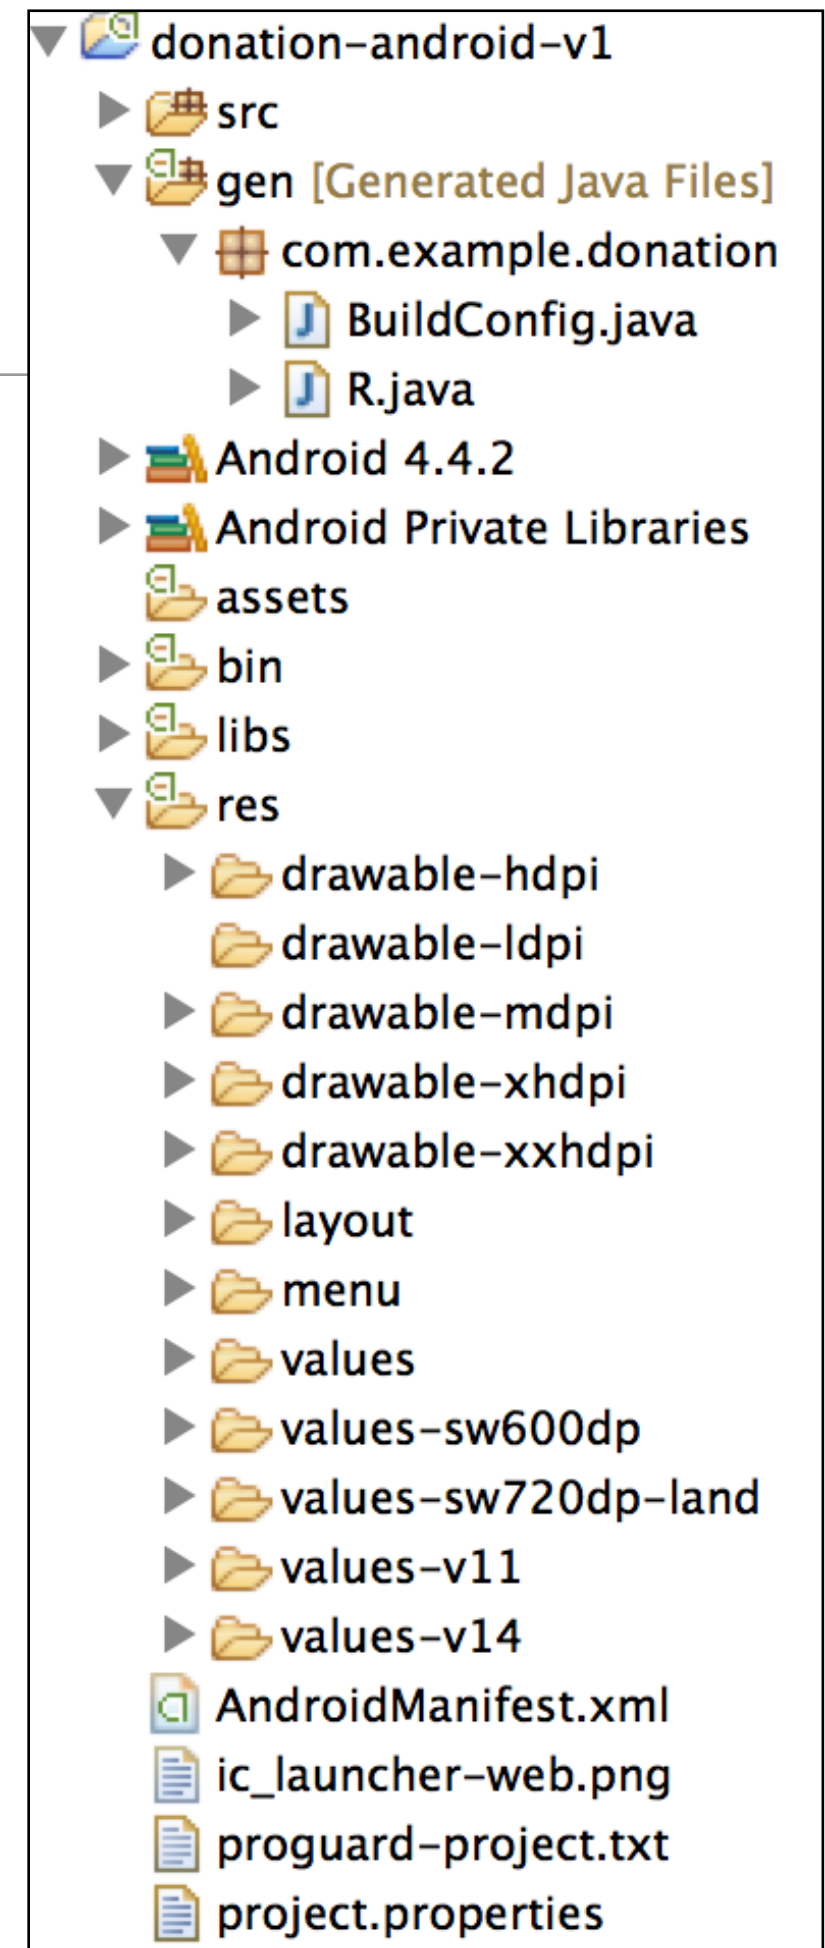 donation-android-v1
src
gen [Generated Java Files]
com.example.donation
BuildConfig.java
R.java
Android 4.4.2
Android Private Libraries
assets
bin
libs
res
drawable-hdpi
drawable-ldpi
drawable-mdpi
drawable-xhdpi
drawable-xxhdpi
layout
menu
values
values-sw600dp
values-sw720dp-land
values-v11
values-v14
AndroidManifest.xml
ic_launcher-web.png
proguard-project.txt
project.properties